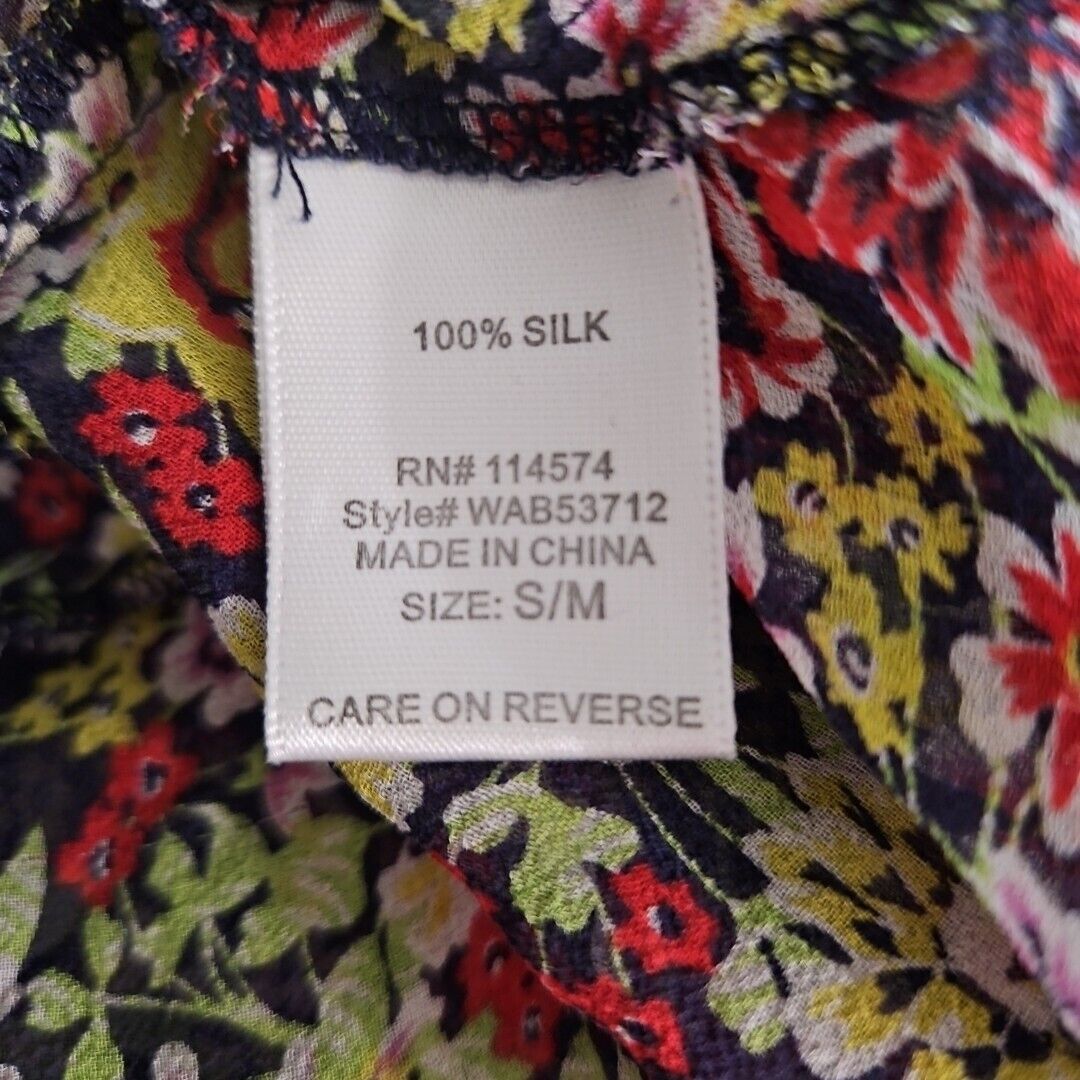 100% SILK
RN# 114574
Style# WAB53712
MADE IN CHINA
SIZE: S/M
CARE ON REVERSE